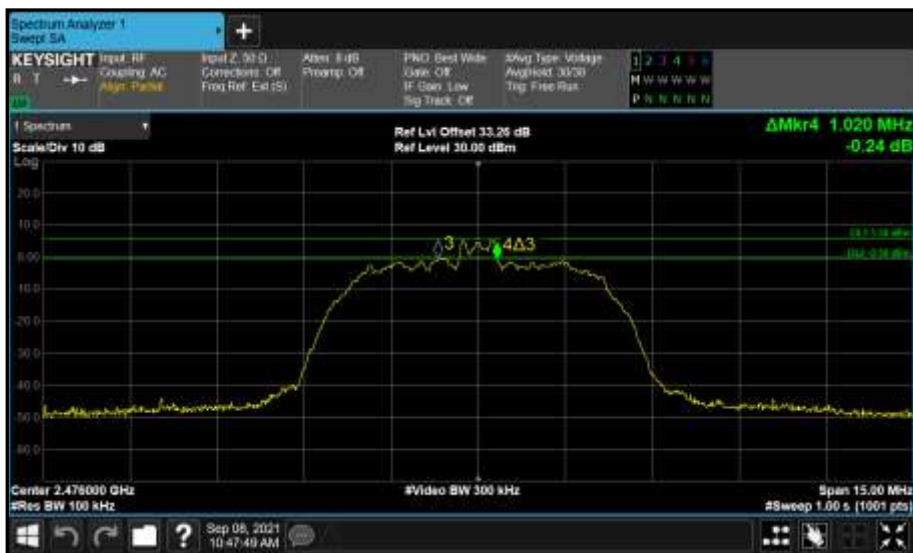 Spectrum Analyzer 1
Swept SA
+
KEYSIGHT Input: RF
R T Coupling: AC
Align: Partial
Input Z: 50 Ω
Corrections: Off
Freq Ref: Ext (S)
Atten: 8 dB
Preamp: Off
PNO: Best Wide
Gate: Off
IF Gain: Low
Sig Track: Off
#Avg Type: Voltage
Avg|Hold: 30/30
Trig: Free Run
1 2 3 4 5 6
M W W W W W
P N N N N N
1 Spectrum
Scale/Div 10 dB
Ref Lvl Offset 33.26 dB
Ref Level 30.00 dBm
ΔMkr4 1.020 MHz
-0.24 dB
Log
20.0
10.0
0.00
-10.0
-20.0
-30.0
-40.0
-50.0
-60.0
3
4Δ3
Center 2.476000 GHz
#Res BW 100 kHz
#Video BW 300 kHz
Span 15.00 MHz
#Sweep 1.00 s (1001 pts)
?
Sep 08, 2021
10:47:49 AM